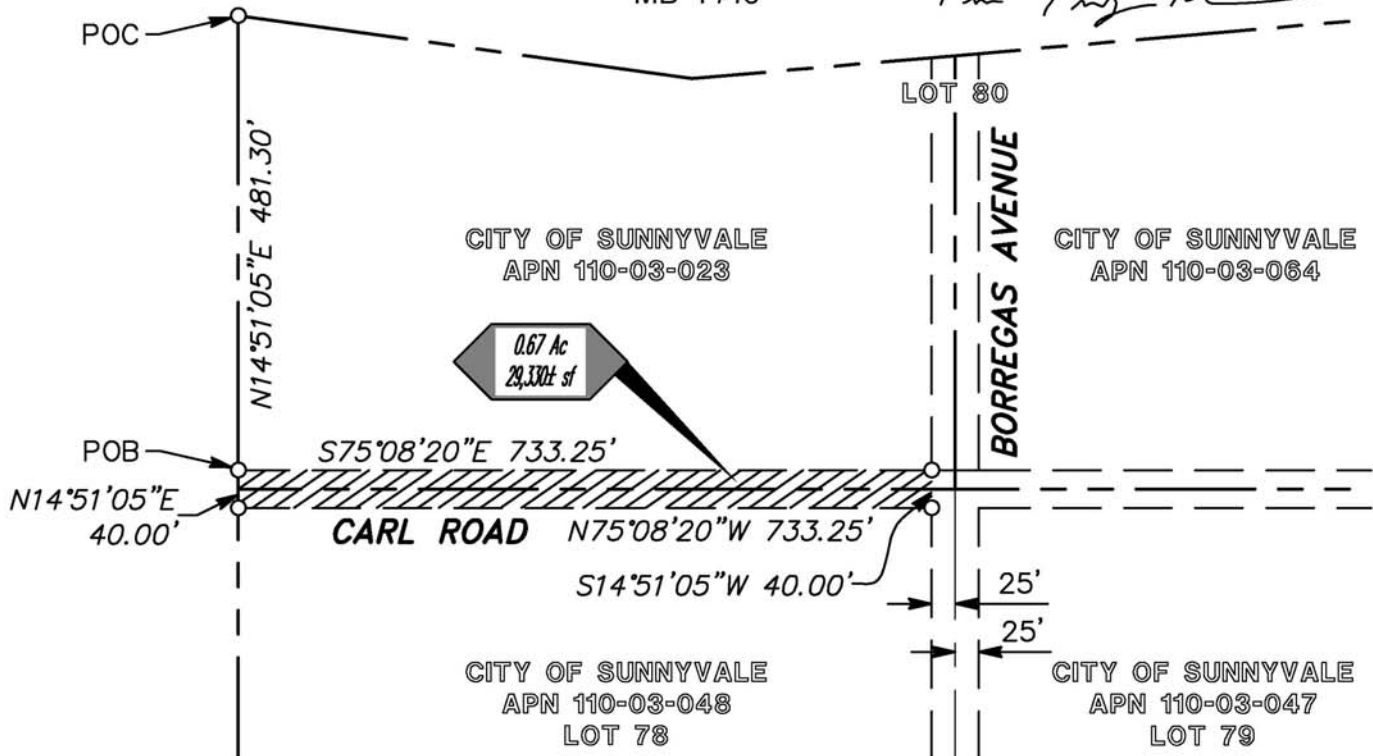 POC
LOT 80
N14°51'05"E 481.30'
CITY OF SUNNYVALE
APN 110-03-023
BORREGAS AVENUE
CITY OF SUNNYVALE
APN 110-03-064
0.67 Ac
29,330± sf
POB
S75°08'20"E 733.25'
N14°51'05"E
40.00'
CARL ROAD
N75°08'20"W 733.25'
S14°51'05"W 40.00'
25'
25'
CITY OF SUNNYVALE
APN 110-03-048
LOT 78
CITY OF SUNNYVALE
APN 110-03-047
LOT 79